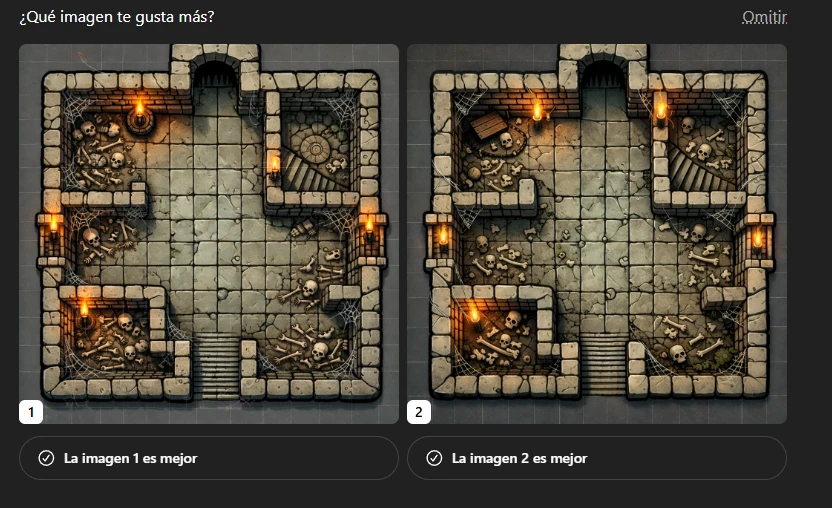 ¿Qué imagen te gusta más?
Omitir
1
2
La imagen 1 es mejor
La imagen 2 es mejor